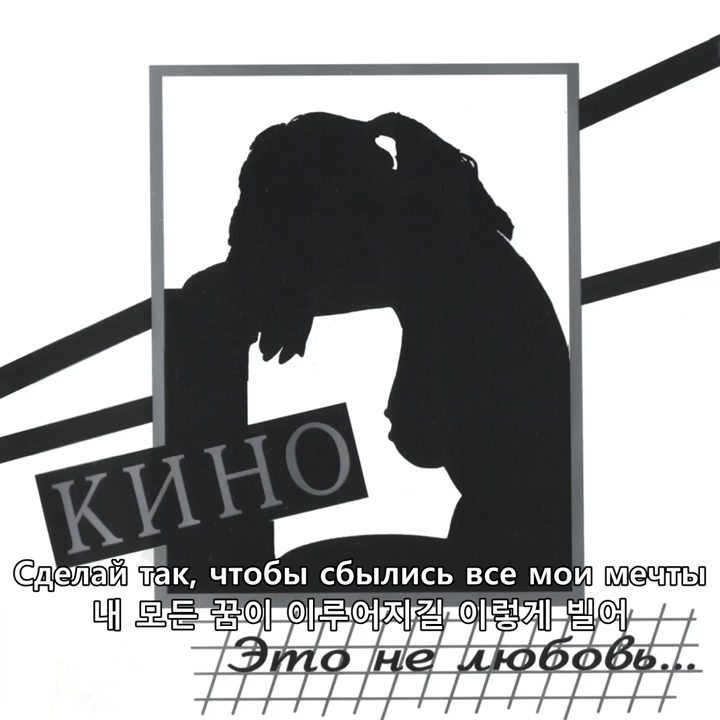 КИНО
Сделай так, чтобы сбылись все мои мечты
내 모든 꿈이 이루어지길 이렇게 빌어
Это не любовь...